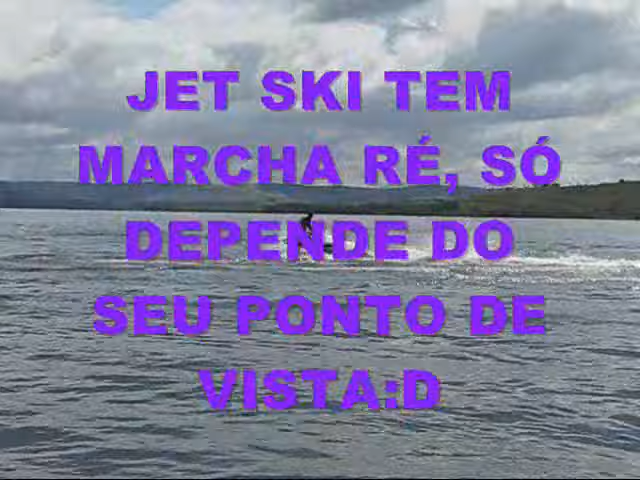 JET SKI TEM
MARCHA RÉ, SÓ
DEPENDE DO
SEU PONTO DE
VISTA:D